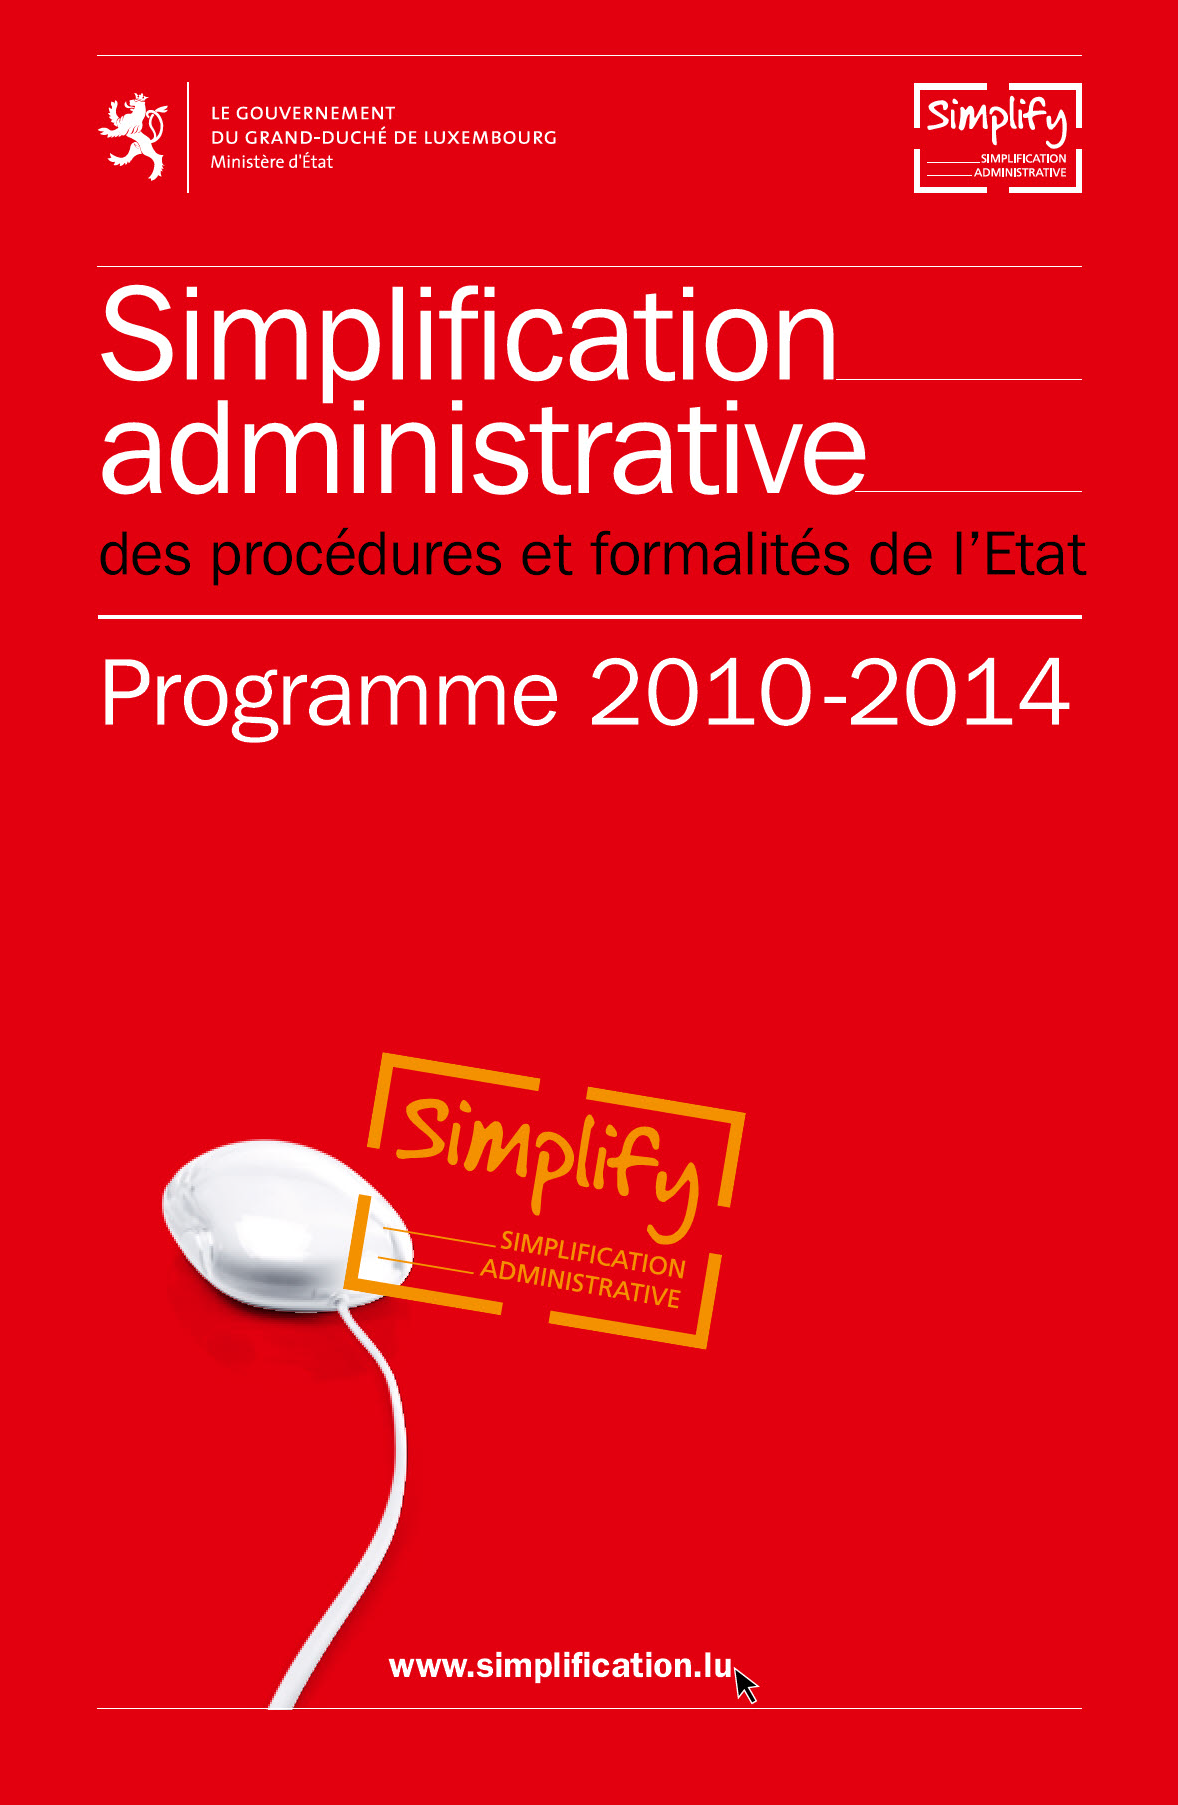 LE GOUVERNEMENT
DU GRAND-DUCHÉ DE LUXEMBOURG
Ministère d'État
Simplify
SIMPLIFICATION
ADMINISTRATIVE
Simplification
administrative
des procédures et formalités de l’Etat
Programme 2010-2014
Simplify
SIMPLIFICATION
ADMINISTRATIVE
www.simplification.lu